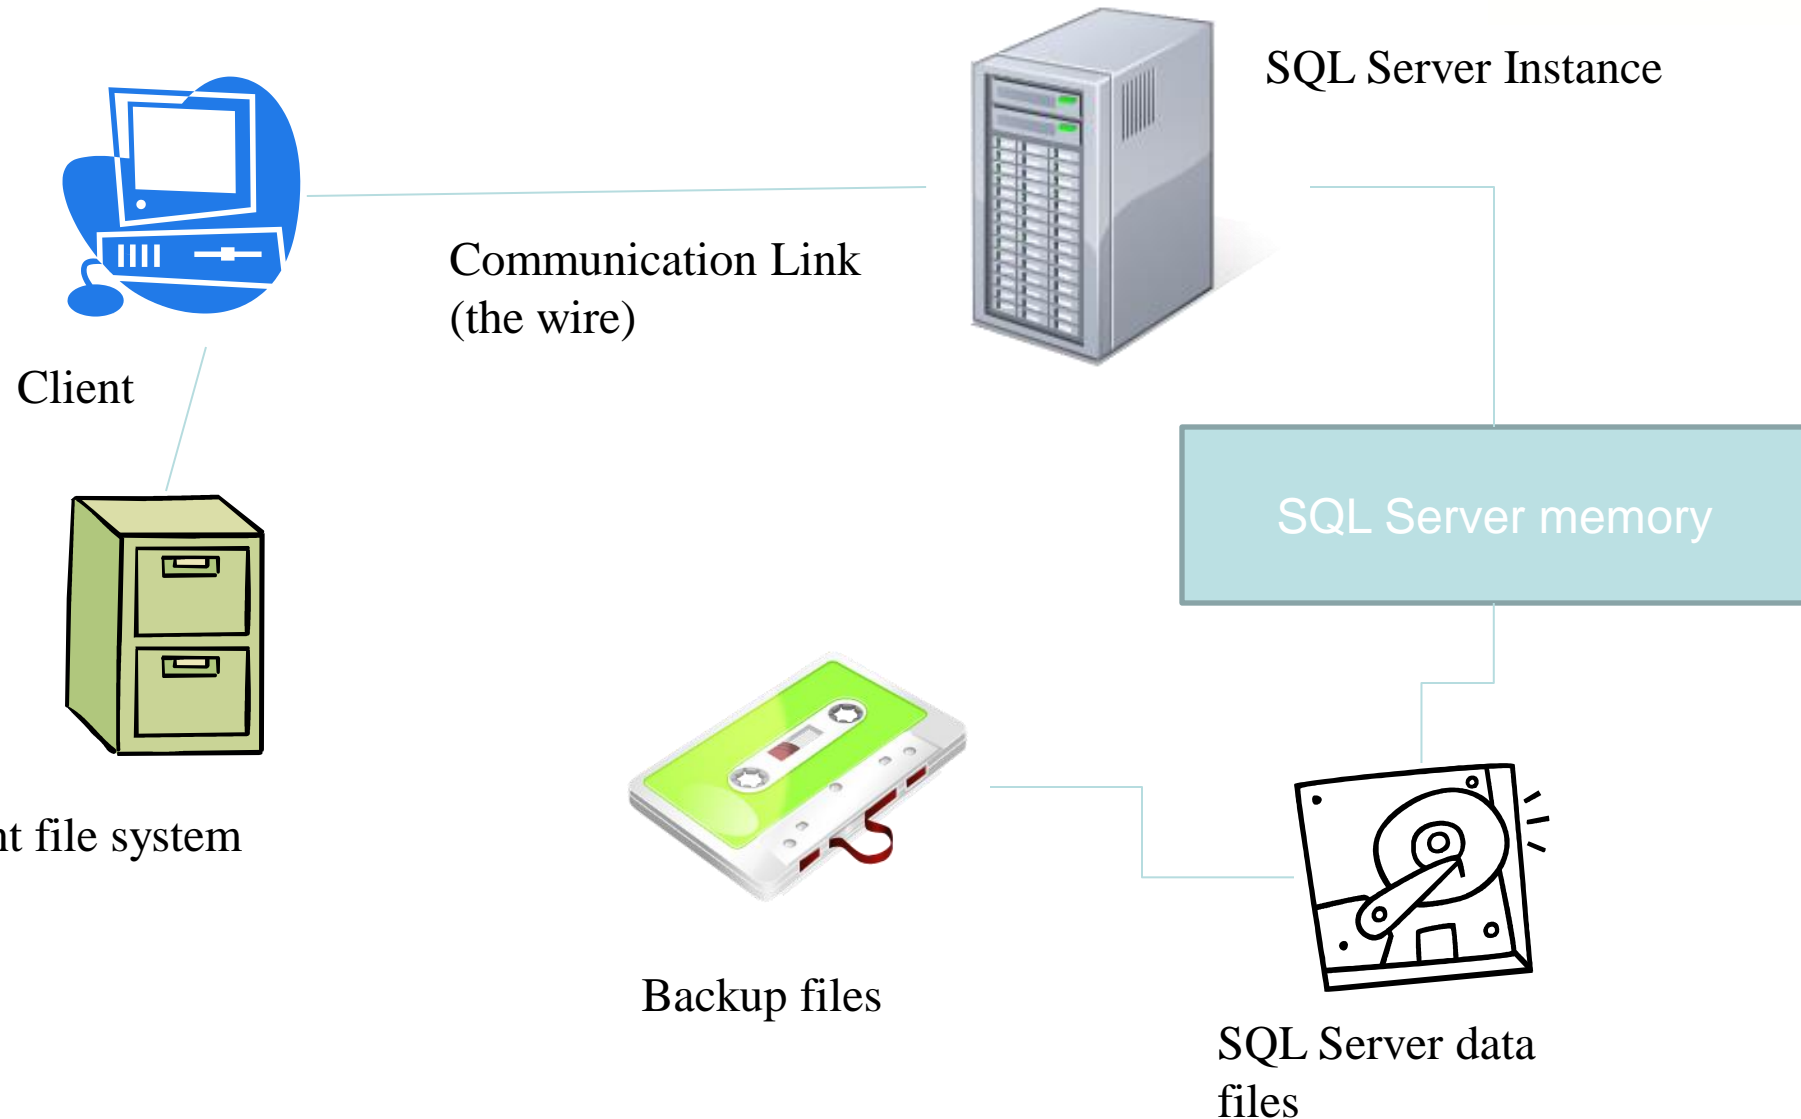 SQL Server Instance
Communication Link
(the wire)
Client
SQL Server memory
file system
Backup files
SQL Server data
files